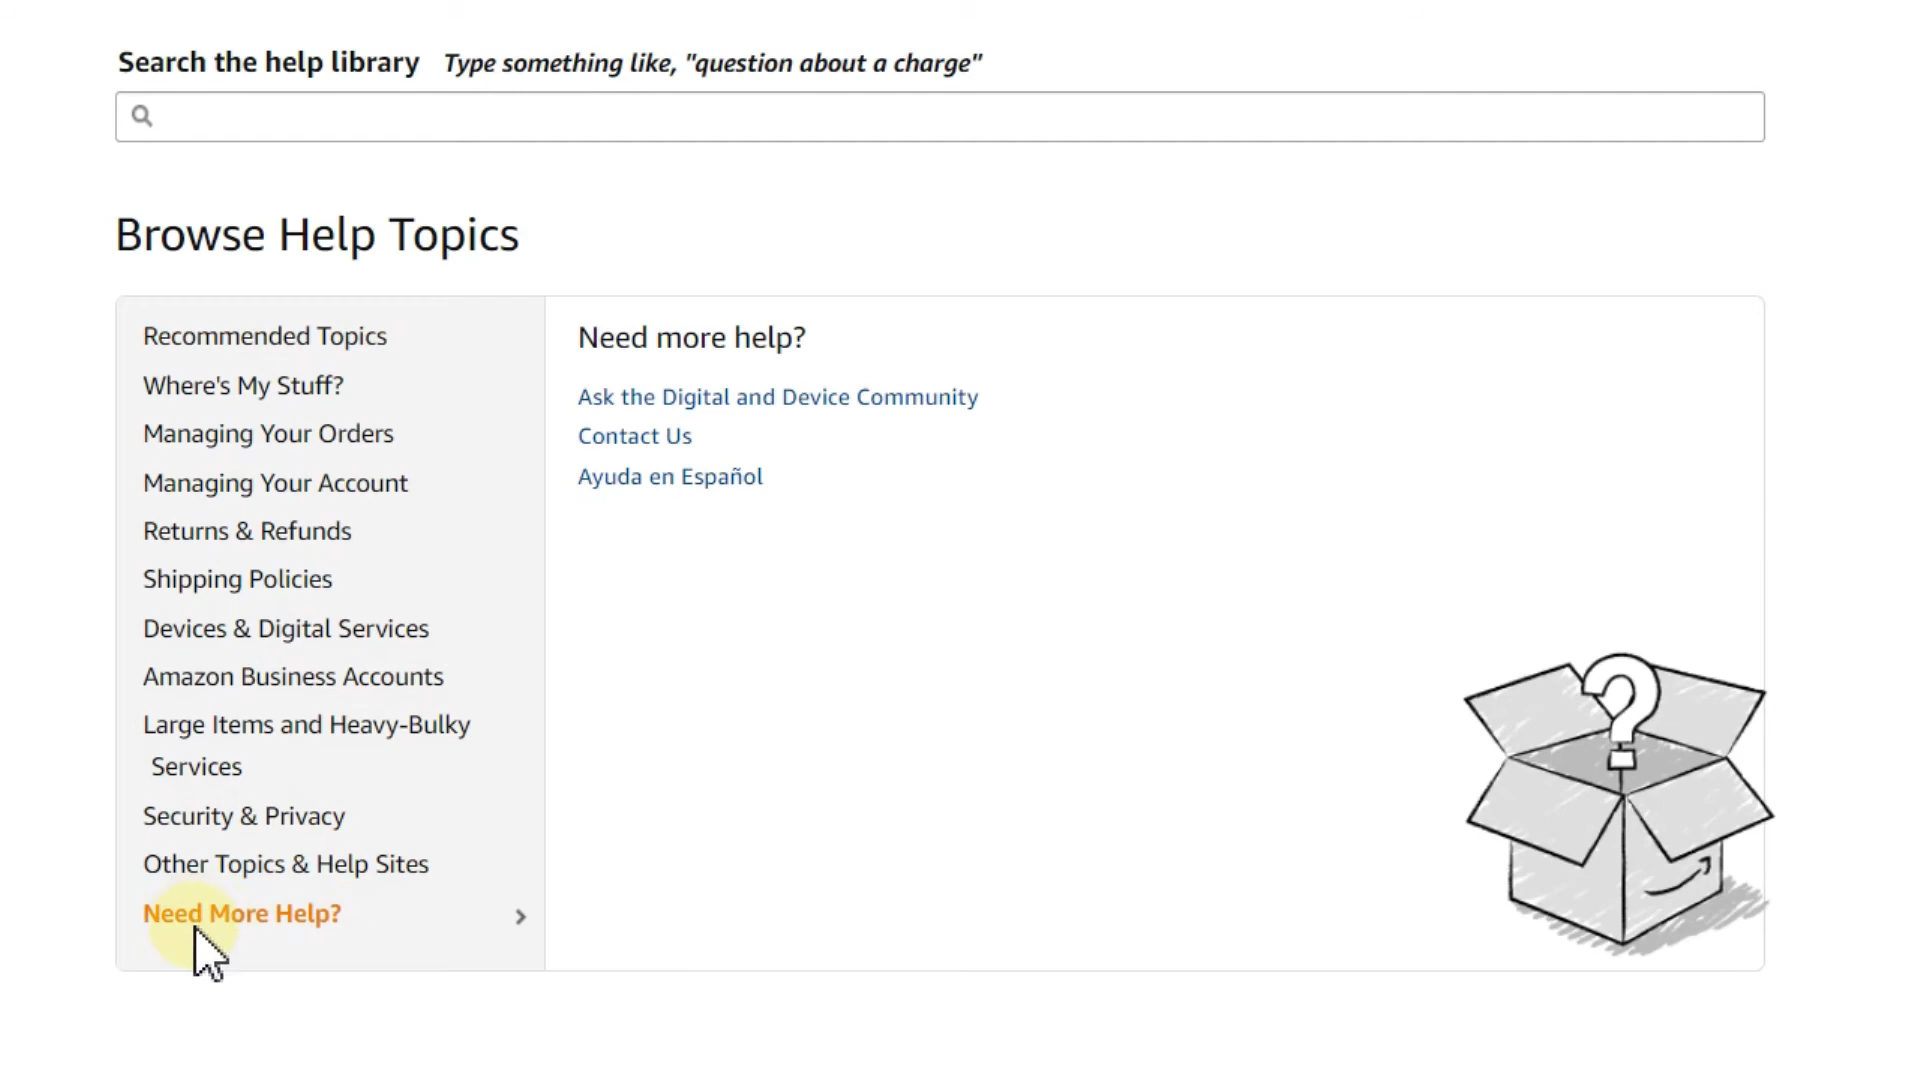 Search the help library Type something like, "question about a charge"
Browse Help Topics
Recommended Topics
Where's My Stuff?
Managing Your Orders
Managing Your Account
Returns & Refunds
Shipping Policies
Devices & Digital Services
Amazon Business Accounts
Large Items and Heavy-Bulky
Services
Security & Privacy
Other Topics & Help Sites
Need More Help?
Need more help?
Ask the Digital and Device Community
Contact Us
Ayuda en Español
?